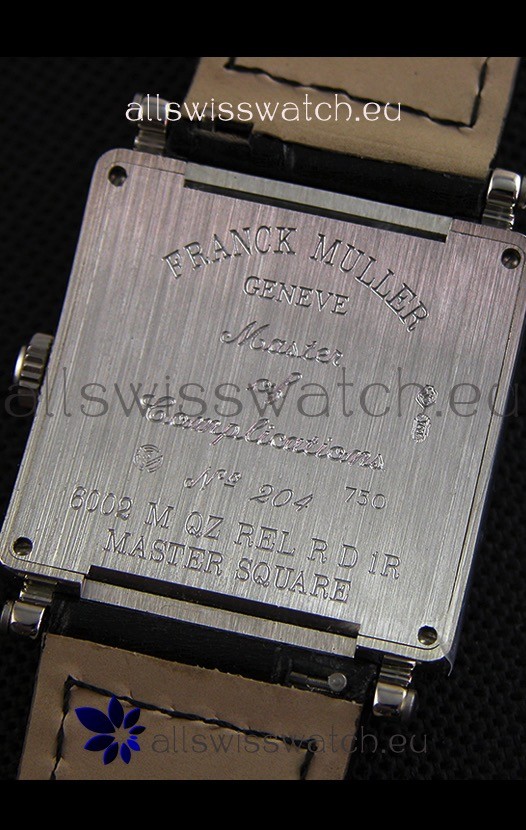 allswisswatch.eu
FRANCK MULLER
GENEVE
Master
of
allswisswatch.eu
Complications
Nº 204 750
6002 M QZ REL R D 1R
MASTER SQUARE
allswisswatch.eu